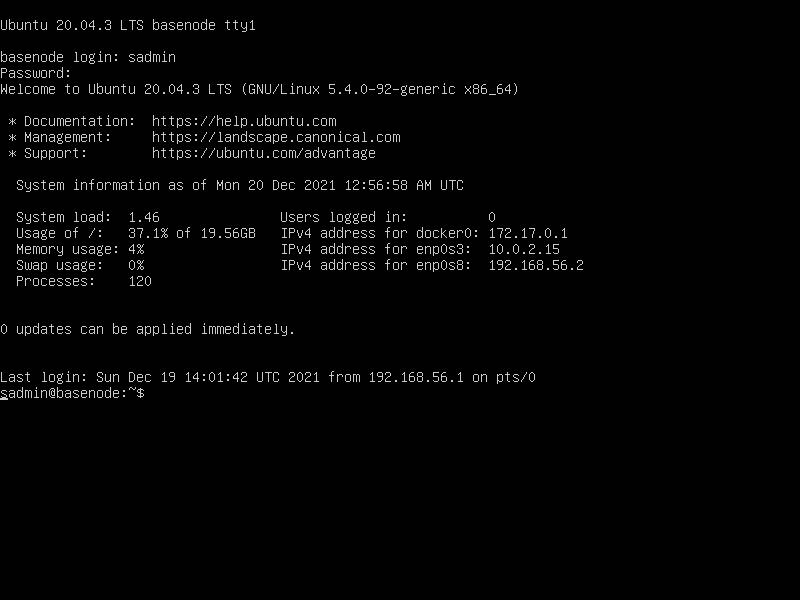 Ubuntu 20.04.3 LTS basenode tty1
basenode login: sadmin
Password:
Welcome to Ubuntu 20.04.3 LTS (GNU/Linux 5.4.0-92-generic x86_64)
* Documentation:  https://help.ubuntu.com
* Management:     https://landscape.canonical.com
* Support:        https://ubuntu.com/advantage
System information as of Mon 20 Dec 2021 12:56:58 AM UTC
System load:  1.46               Users logged in:          0
Usage of /:   37.1% of 19.56GB   IPv4 address for docker0: 172.17.0.1
Memory usage: 4%                 IPv4 address for enp0s3:  10.0.2.15
Swap usage:   0%                 IPv4 address for enp0s8:  192.168.56.2
Processes:    120
0 updates can be applied immediately.
Last login: Sun Dec 19 14:01:42 UTC 2021 from 192.168.56.1 on pts/0
sadmin@basenode:~$